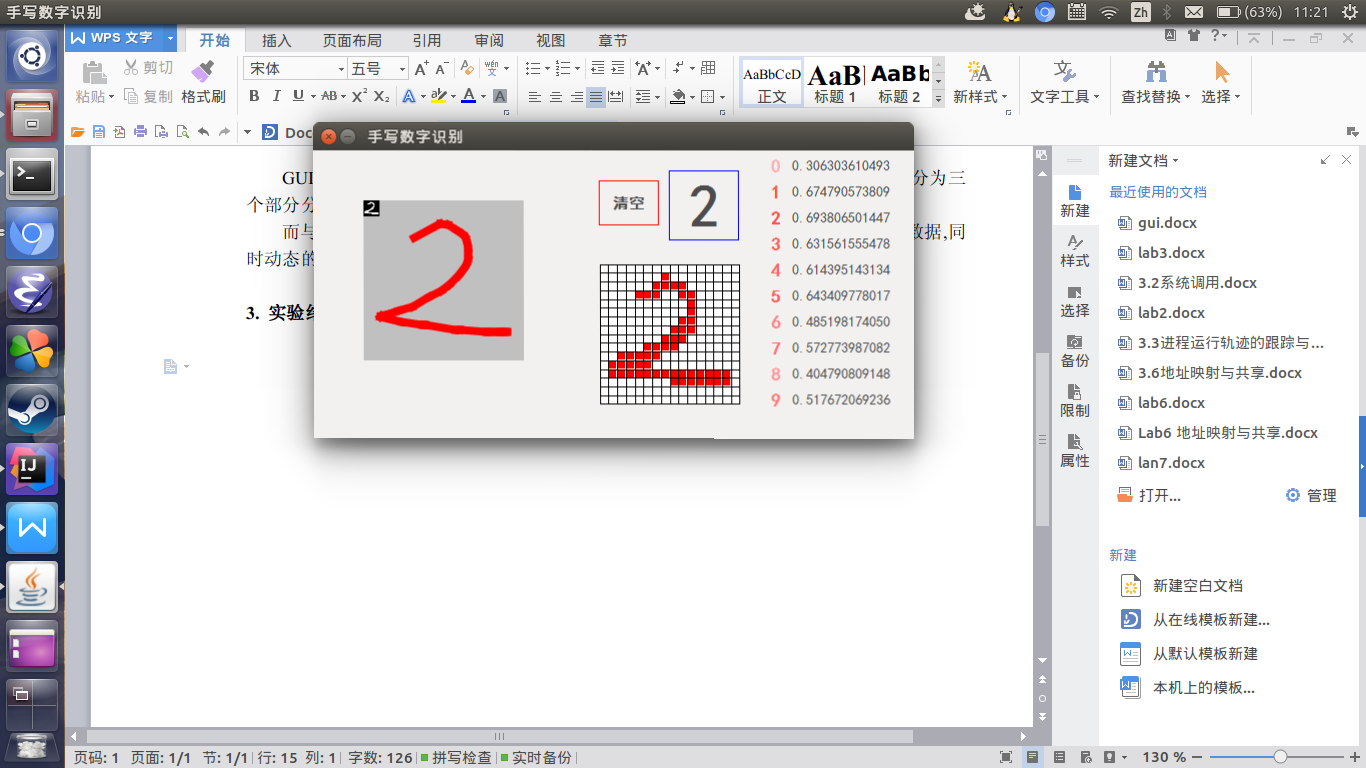 手写数字识别
Zh
(63%)
11:21
WPS 文字
开始 插入 页面布局 引用 审阅 视图 章节
粘贴 剪切 复制 格式刷
宋体 五号
AaBbCcD 正文
AaB 标题 1
AaBb 标题 2
新样式 文字工具 查找替换 选择
Doc
手写数字识别
GUI
分为三
个部分分
而与
数据,同
时动态的
3. 实验结
2
2
清空
2
0 0.306303610493
1 0.674790573809
2 0.693806501447
3 0.631561555478
4 0.614395143134
5 0.643409778017
6 0.485198174050
7 0.572773987082
8 0.404790809148
9 0.517672069236
新建
样式
选择
备份
限制
属性
新建文档
最近使用的文档
gui.docx
lab3.docx
3.2系统调用.docx
lab2.docx
3.3进程运行轨迹的跟踪与...
3.6地址映射与共享.docx
lab6.docx
Lab6 地址映射与共享.docx
lan7.docx
打开... 管理
新建
新建空白文档
从在线模板新建...
从默认模板新建
本机上的模板...
页码: 1 页面: 1/1 节: 1/1 行: 15 列: 1 字数: 126 拼写检查 实时备份
130 %